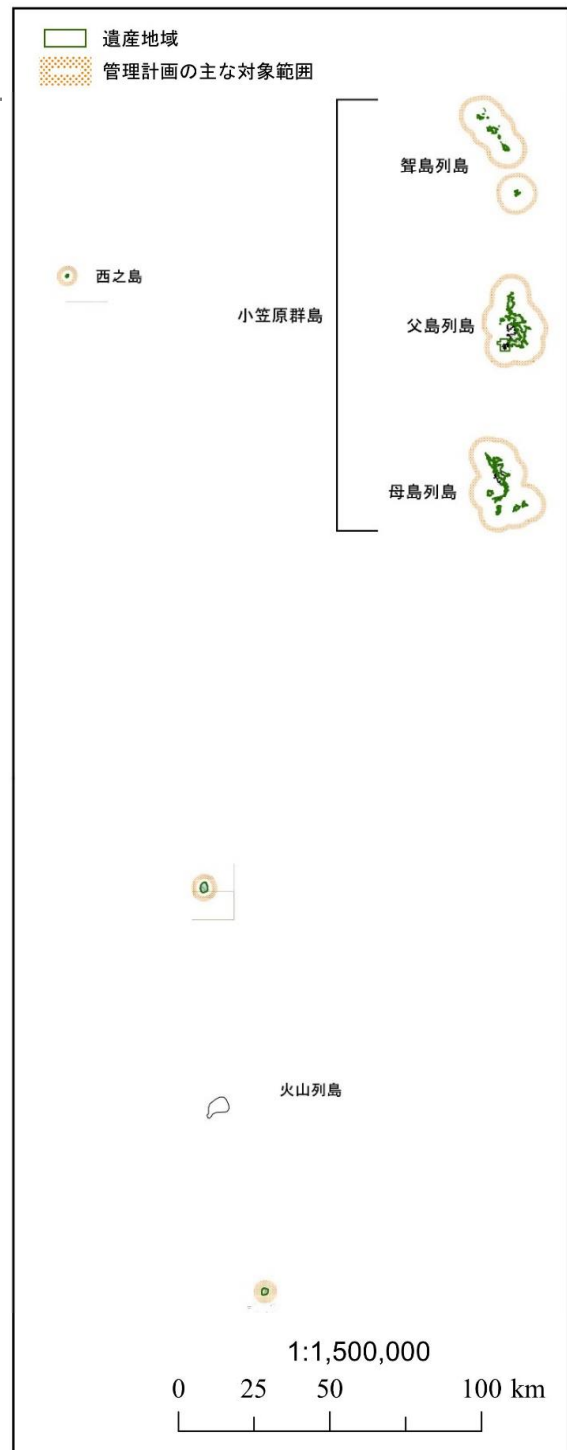 遺産地域
管理計画の主な対象範囲
聟島列島
西之島
小笠原群島
父島列島
母島列島
火山列島
1:1,500,000
0 25 50 100 km